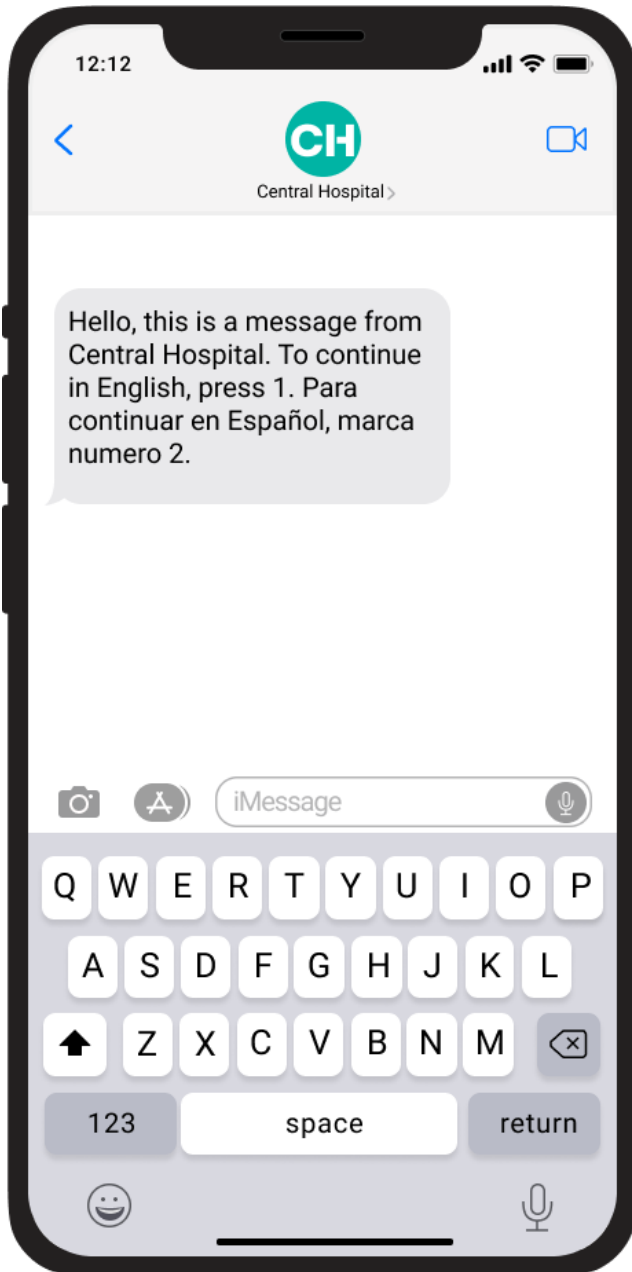 12:12
CH
Central Hospital
Hello, this is a message from
Central Hospital. To continue
in English, press 1. Para
continuar en Español, marca
numero 2.
iMessage
Q W E R T Y U I O P
A S D F G H J K L
Z X C V B N M
123 space return